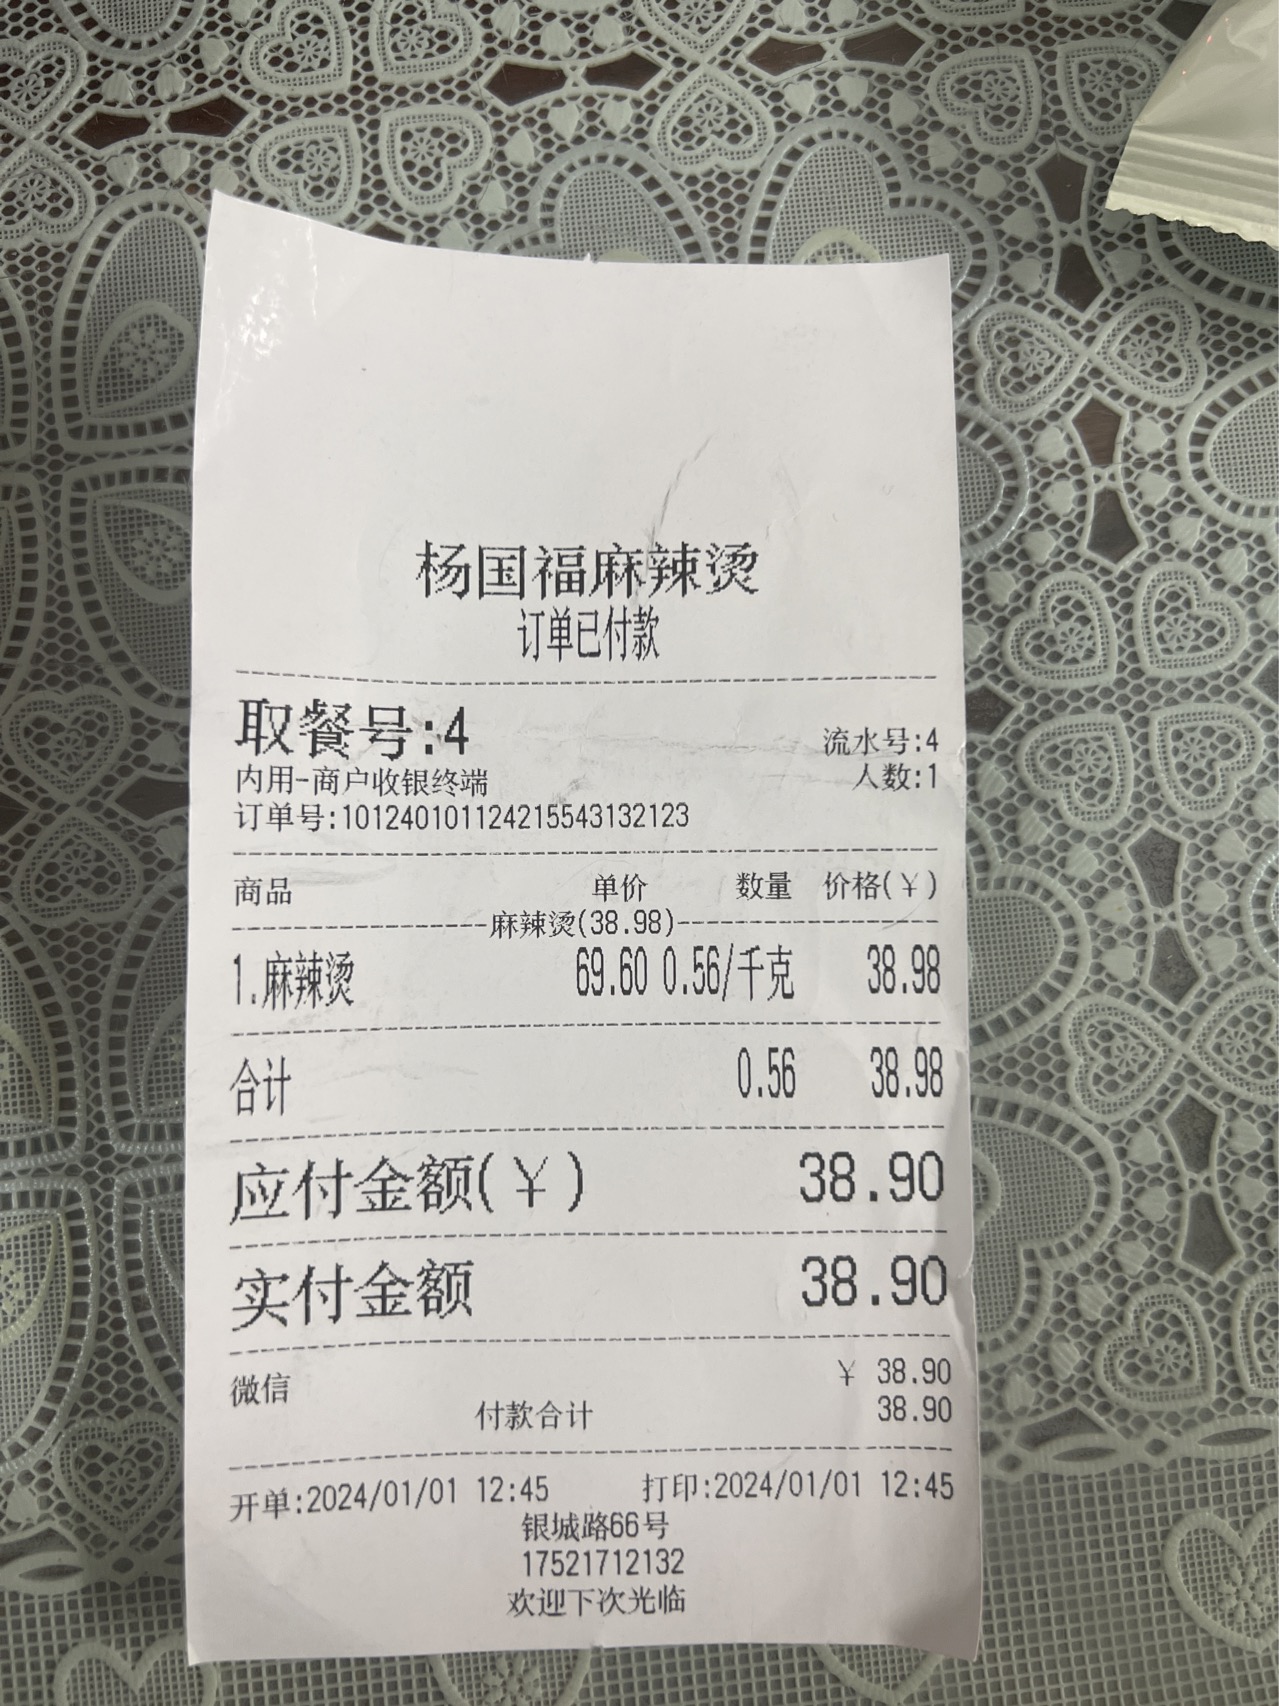 杨国福麻辣烫
订单已付款
取餐号:4 流水号:4
内用-商户收银终端 人数:1
订单号:10124010112421554313​2123
商品 单价 数量 价格(¥)
麻辣烫(38.98)
1.麻辣烫 69.60 0.56/千克 38.98
合计 0.56 38.98
应付金额(¥) 38.90
实付金额 38.90
微信 ¥ 38.90
付款合计 38.90
开单:2024/01/01 12:45 打印:2024/01/01 12:45
银城路66号
17521712132
欢迎下次光临